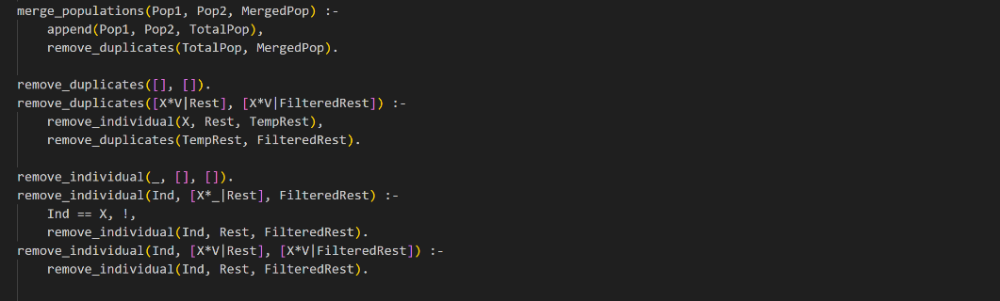 merge_populations(Pop1, Pop2, MergedPop) :-
    append(Pop1, Pop2, TotalPop),
    remove_duplicates(TotalPop, MergedPop).

remove_duplicates([], []).
remove_duplicates([X*V|Rest], [X*V|FilteredRest]) :-
    remove_individual(X, Rest, TempRest),
    remove_duplicates(TempRest, FilteredRest).

remove_individual(_, [], []).
remove_individual(Ind, [X*_|Rest], FilteredRest) :-
    Ind == X, !,
    remove_individual(Ind, Rest, FilteredRest).
remove_individual(Ind, [X*V|Rest], [X*V|FilteredRest]) :-
    remove_individual(Ind, Rest, FilteredRest).